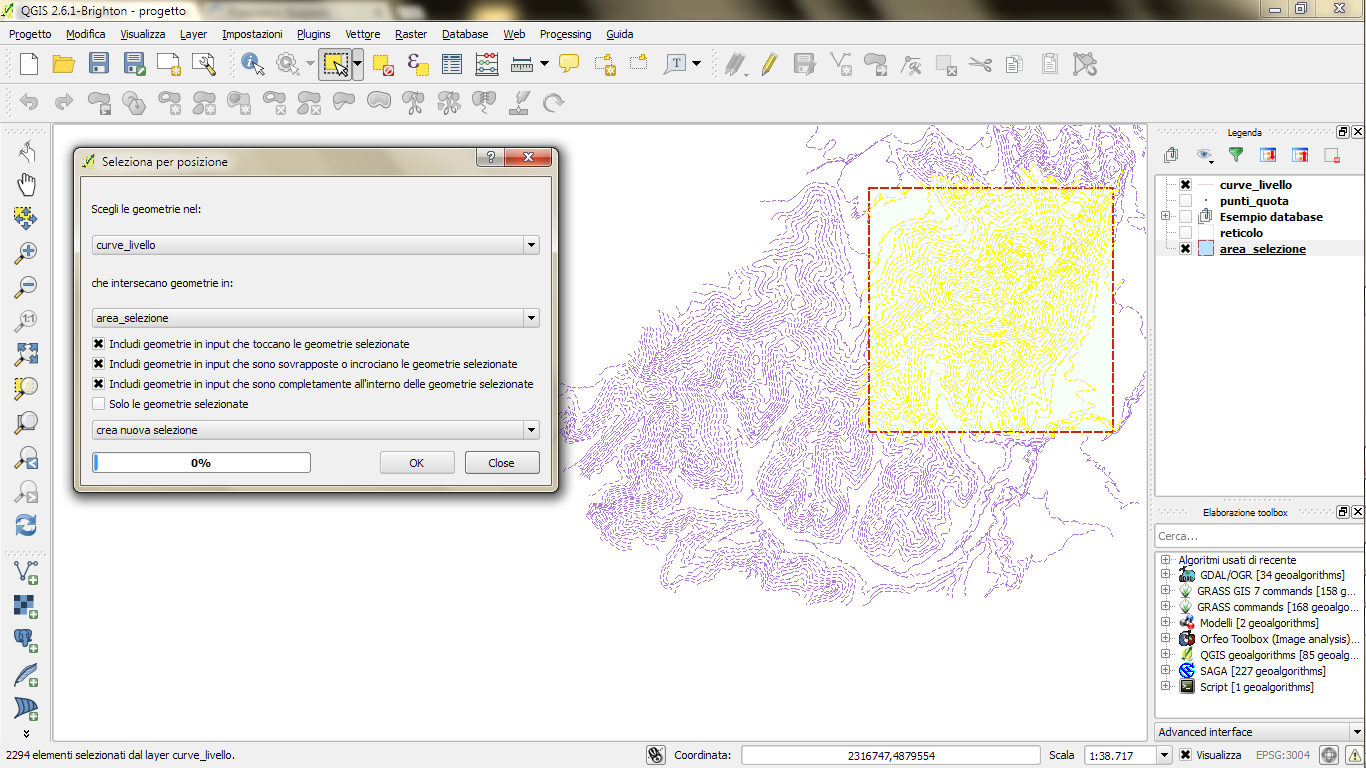 QGIS 2.6.1-Brighton - progetto
Progetto Modifica Visualizza Layer Impostazioni Plugins Vettore Raster Database Web Processing Guida
Seleziona per posizione
Scegli le geometrie nel:
curve_livello
che intersecano geometrie in:
area_selezione
Includi geometrie in input che toccano le geometrie selezionate
Includi geometrie in input che sono sovrapposte o incrociano le geometrie selezionate
Includi geometrie in input che sono completamente all'interno delle geometrie selezionate
Solo le geometrie selezionate
crea nuova selezione
0% OK Close
Legenda
curve_livello
punti_quota
Esempio database
reticolo
area_selezione
Elaborazione toolbox
Cerca...
Algoritmi usati di recente
GDAL/OGR [34 geoalgorithms]
GRASS GIS 7 commands [158 g...
GRASS commands [168 geoalgo...
Modelli [2 geoalgorithms]
Orfeo Toolbox (Image analysis)...
QGIS geoalgorithms [85 geoalg...
SAGA [227 geoalgorithms]
Script [1 geoalgorithms]
Advanced interface
2294 elementi selezionati dal layer curve_livello. Coordinata: 2316747,4879554 Scala 1:38.717 Visualizza EPSG:3004